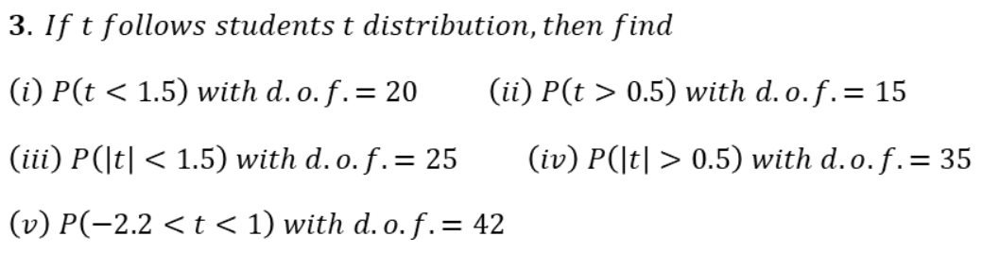 3. If t follows students t distribution, then find
(i) P(t < 1.5) with d. o. f. = 20 (ii) P(t > 0.5) with d. o. f. = 15
(iii) P(|t| < 1.5) with d. o. f. = 25 (iv) P(|t| > 0.5) with d. o. f. = 35
(v) P(−2.2 < t < 1) with d. o. f. = 42